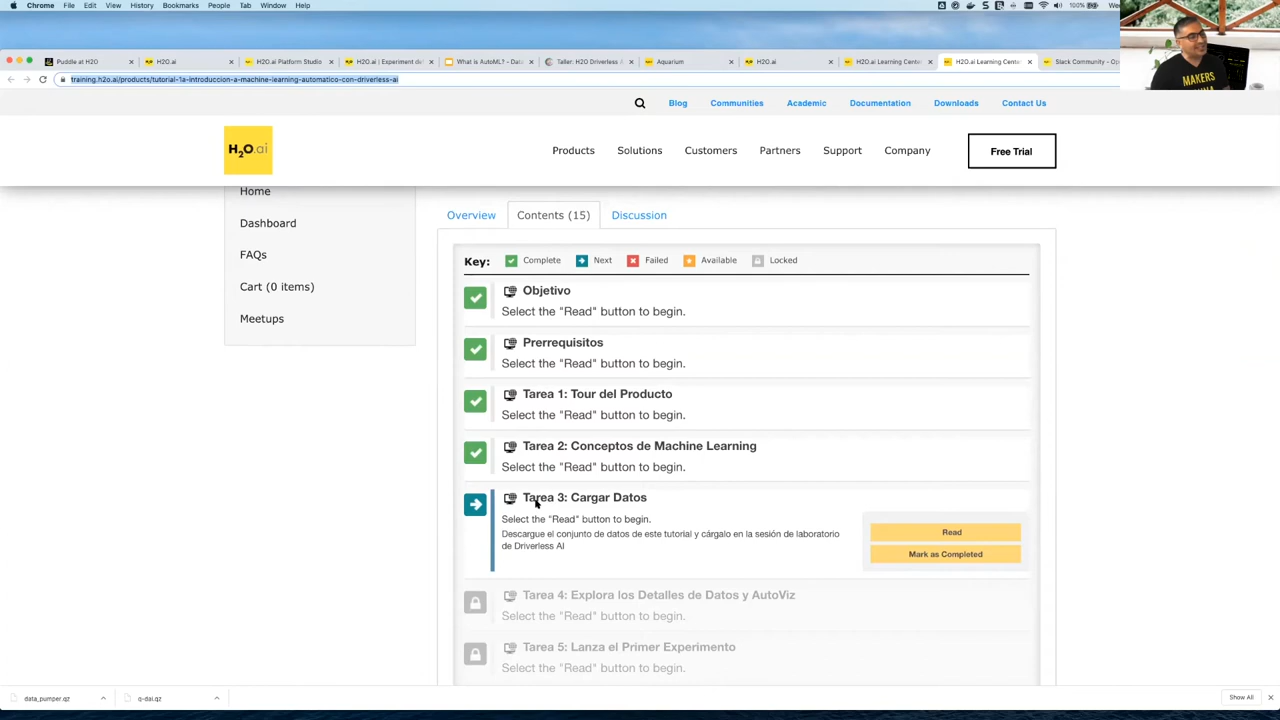 Chrome File Edit View History Bookmarks People Tab Window Help
100%
Puddle at H2O
H2O.ai
H2O.ai Platform Studio
H2O.ai | Experiment de
What is AutoML? - Da
Taller: H2O Driverless
Aquarium
H2O.ai
H2O.ai Learning Cente
H2O.ai Learning Cente
Slack Community - Op
training.h2o.ai/products/tutorial-1a-introduccion-a-machine-learning-automatico-con-driverless-ai
MAKERS
Blog Communities Academic Documentation Downloads Contact Us
H2O.ai
Products Solutions Customers Partners Support Company Free Trial
Home
Dashboard
FAQs
Cart (0 items)
Meetups
Overview Contents (15) Discussion
Key: Complete Next Failed Available Locked
Objetivo
Select the "Read" button to begin.
Prerrequisitos
Select the "Read" button to begin.
Tarea 1: Tour del Producto
Select the "Read" button to begin.
Tarea 2: Conceptos de Machine Learning
Select the "Read" button to begin.
Tarea 3: Cargar Datos
Select the "Read" button to begin.
Descargue el conjunto de datos de este tutorial y cárgalo en la sesión de laboratorio
de Driverless AI
Read
Mark as Completed
Tarea 4: Explora los Detalles de Datos y AutoViz
Select the "Read" button to begin.
Tarea 5: Lanza el Primer Experimento
Select the "Read" button to begin.
data_pumper.gz
Show All